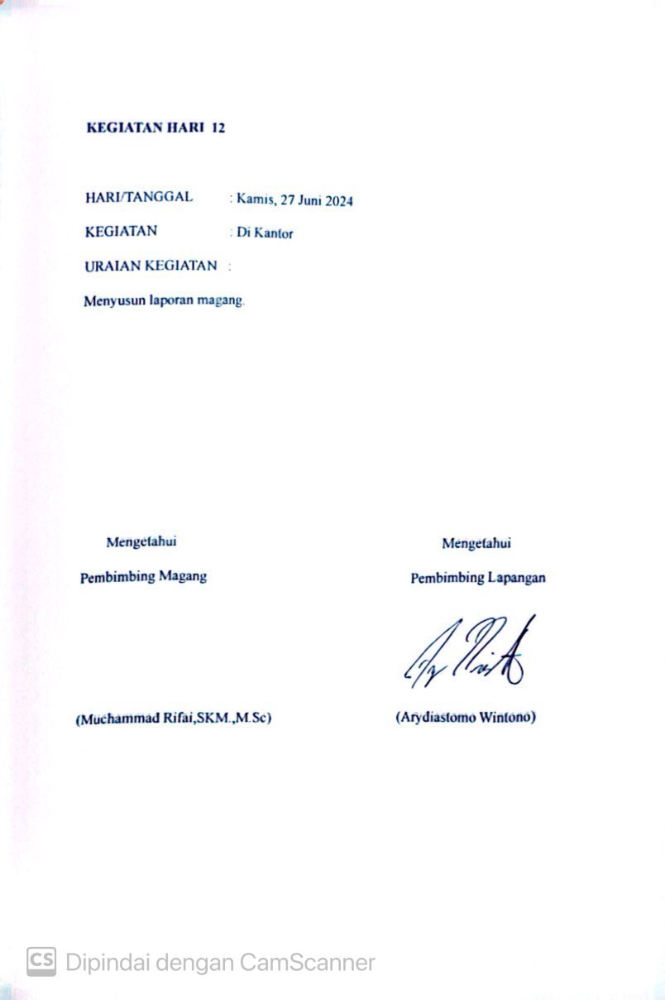 KEGIATAN HARI 12
HARI/TANGGAL : Kamis, 27 Juni 2024
KEGIATAN : Di Kantor
URAIAN KEGIATAN :
Menyusun laporan magang.
Mengetahui Mengetahui
Pembimbing Magang Pembimbing Lapangan
(Muchammad Rifai,SKM.,M.Sc) (Arydiastomo Wintono)
CS Dipindai dengan CamScanner